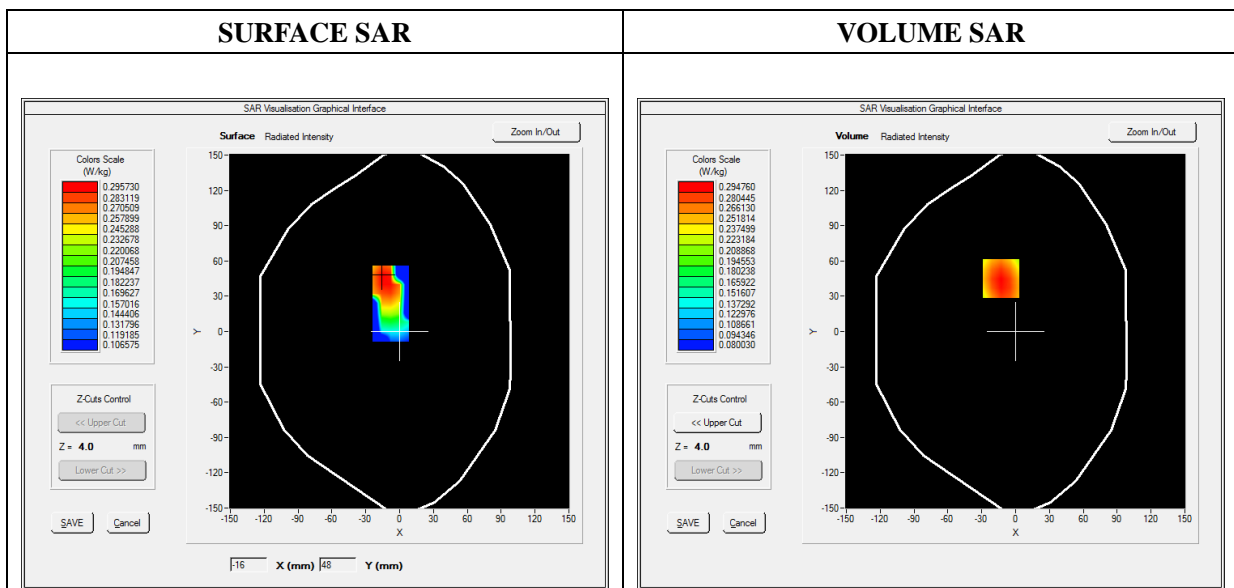 SURFACE SAR
VOLUME SAR
SAR Visualisation Graphical Interface
Surface Radiated Intensity
Zoom In/Out
Colors Scale
(W/kg)
0.295730
0.283119
0.270509
0.257899
0.245288
0.232678
0.220068
0.207458
0.194847
0.182237
0.169627
0.157016
0.144406
0.131796
0.119185
0.106575
Z-Cuts Control
<< Upper Cut
Z = 4.0 mm
Lower Cut >>
SAVE
Cancel
150
120
90
60
30
0
-30
-60
-90
-120
-150
Y
-150 -120 -90 -60 -30 0 30 60 90 120 150
X
-16 X (mm) 48 Y (mm)
SAR Visualisation Graphical Interface
Volume Radiated Intensity
Zoom In/Out
Colors Scale
(W/kg)
0.294760
0.280445
0.266130
0.251814
0.237499
0.223184
0.208868
0.194553
0.180238
0.165922
0.151607
0.137292
0.122976
0.108661
0.094346
0.080030
Z-Cuts Control
<< Upper Cut
Z = 4.0 mm
Lower Cut >>
SAVE
Cancel
150
120
90
60
30
0
-30
-60
-90
-120
-150
Y
-150 -120 -90 -60 -30 0 30 60 90 120 150
X